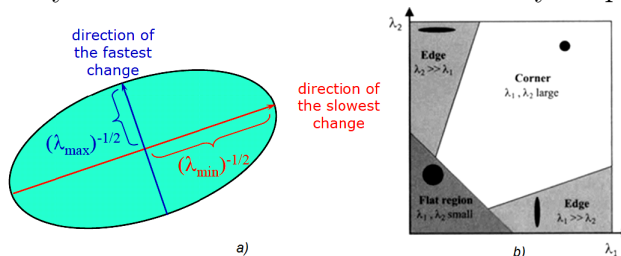 direction of
the fastest
change
direction of
the slowest
change
(λmax)-1/2
(λmin)-1/2
a)
λ2
Edge
λ2 >> λ1
Corner
λ1 , λ2 large
Flat region
λ1 , λ2 small
Edge
λ1 >> λ2
λ1
b)